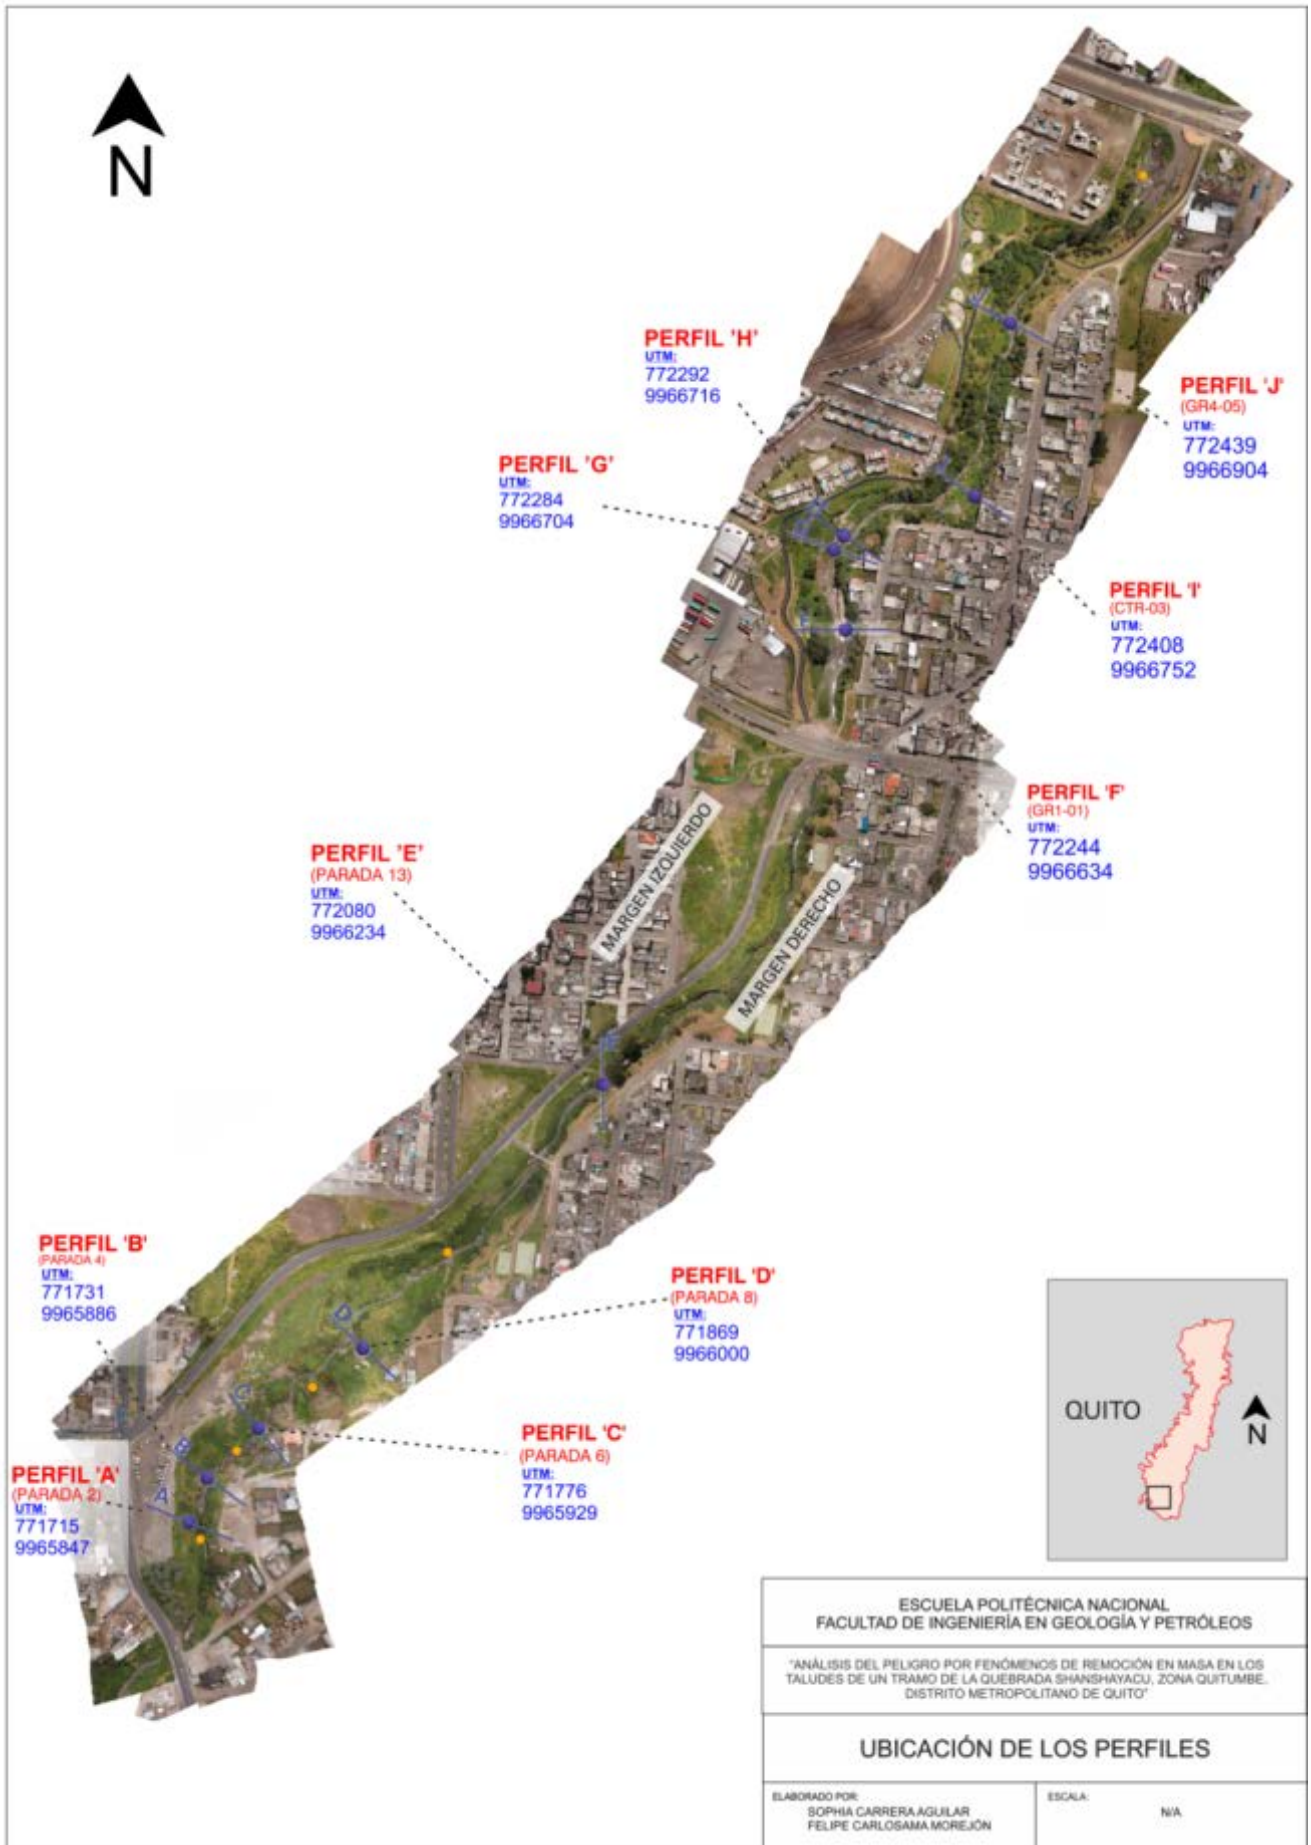 N
PERFIL 'H'
UTM:
772292
9966716
PERFIL 'J'
(GR4-05)
UTM:
772439
9966904
PERFIL 'G'
UTM:
772284
9966704
PERFIL 'I'
(CTR-03)
UTM:
772408
9966752
PERFIL 'F'
(GR1-01)
UTM:
772244
9966634
MARGEN IZQUIERDO
MARGEN DERECHO
PERFIL 'E'
(PARADA 13)
UTM:
772080
9966234
PERFIL 'B'
(PARADA 4)
UTM:
771731
9965886
PERFIL 'D'
(PARADA 8)
UTM:
771869
9966000
D
C
B
A
PERFIL 'C'
(PARADA 6)
UTM:
771776
9965929
PERFIL 'A'
(PARADA 2)
UTM:
771715
9965847
QUITO
N
ESCUELA POLITÉCNICA NACIONAL
FACULTAD DE INGENIERÍA EN GEOLOGÍA Y PETRÓLEOS
"ANÁLISIS DEL PELIGRO POR FENÓMENOS DE REMOCIÓN EN MASA EN LOS
TALUDES DE UN TRAMO DE LA QUEBRADA SHANSHAYACU, ZONA QUITUMBE.
DISTRITO METROPOLITANO DE QUITO"
UBICACIÓN DE LOS PERFILES
ELABORADO POR:
SOPHIA CARRERA AGUILAR
FELIPE CARLOSAMA MOREJÓN
ESCALA:
N/A